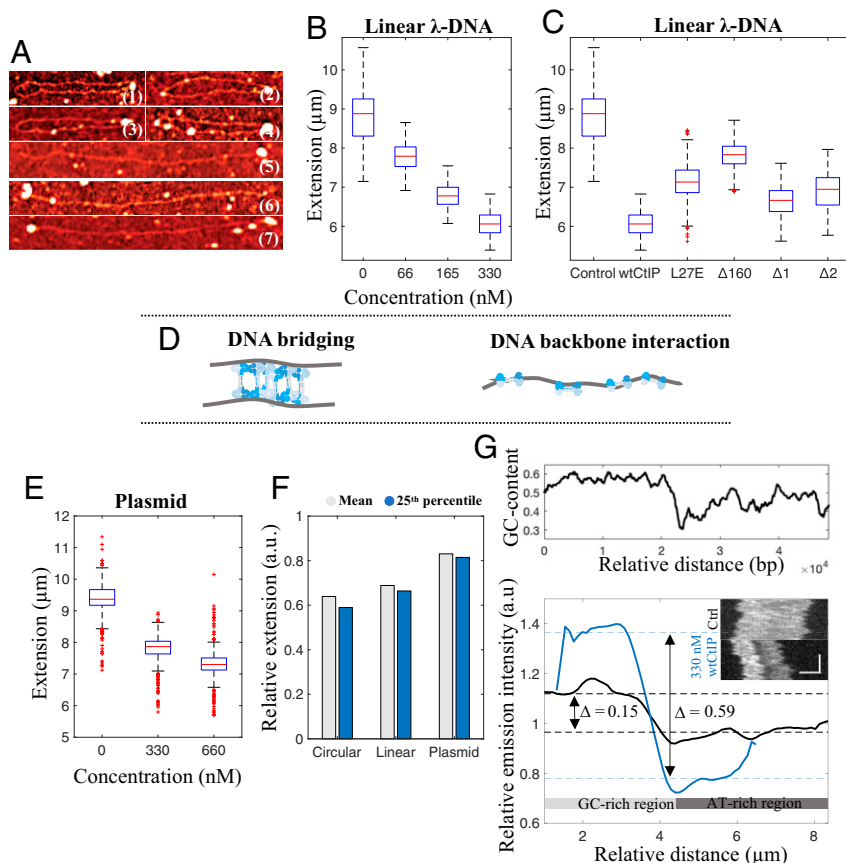 A
(1)
(2)
(3)
(4)
(5)
(6)
(7)
B
Linear λ-DNA
Extension (μm)
10
9
8
7
6
0 66 165 330
Concentration (nM)
C
Linear λ-DNA
Extension (μm)
10
9
8
7
6
Control wtCtIP L27E Δ160 Δ1 Δ2
D
DNA bridging
DNA backbone interaction
E
Plasmid
Extension (μm)
12
11
10
9
8
7
6
5
0 330 660
Concentration (nM)
F
Mean 25th percentile
Relative extension (a.u.)
1
0.8
0.6
0.4
0.2
0
Circular Linear Plasmid
G
GC-content
0.5
0.3
0 1 2 3 4
Relative distance (bp)
×10⁴
Relative emission intensity (a.u)
1.4
1.2
1
0.8
0.6
Ctrl
330 nM
wtCtIP
Δ = 0.15
Δ = 0.59
GC-rich region
AT-rich region
2 4 6 8
Relative distance (μm)